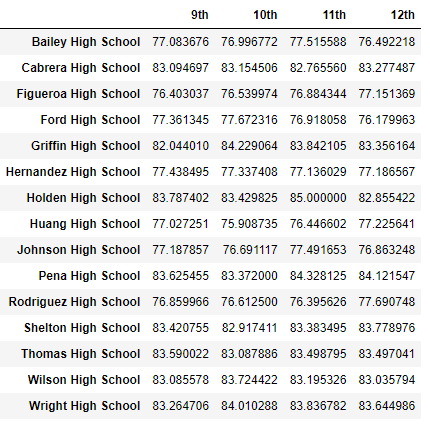 9th 10th 11th 12th
Bailey High School 77.083676 76.996772 77.515588 76.492218
Cabrera High School 83.094697 83.154506 82.765560 83.277487
Figueroa High School 76.403037 76.539974 76.884344 77.151369
Ford High School 77.361345 77.672316 76.918058 76.179963
Griffin High School 82.044010 84.229064 83.842105 83.356164
Hernandez High School 77.438495 77.337408 77.136029 77.186567
Holden High School 83.787402 83.429825 85.000000 82.855422
Huang High School 77.027251 75.908735 76.446602 77.225641
Johnson High School 77.187857 76.691117 77.491653 76.863248
Pena High School 83.625455 83.372000 84.328125 84.121547
Rodriguez High School 76.859966 76.612500 76.395626 77.690748
Shelton High School 83.420755 82.917411 83.383495 83.778976
Thomas High School 83.590022 83.087886 83.498795 83.497041
Wilson High School 83.085578 83.724422 83.195326 83.035794
Wright High School 83.264706 84.010288 83.836782 83.644986